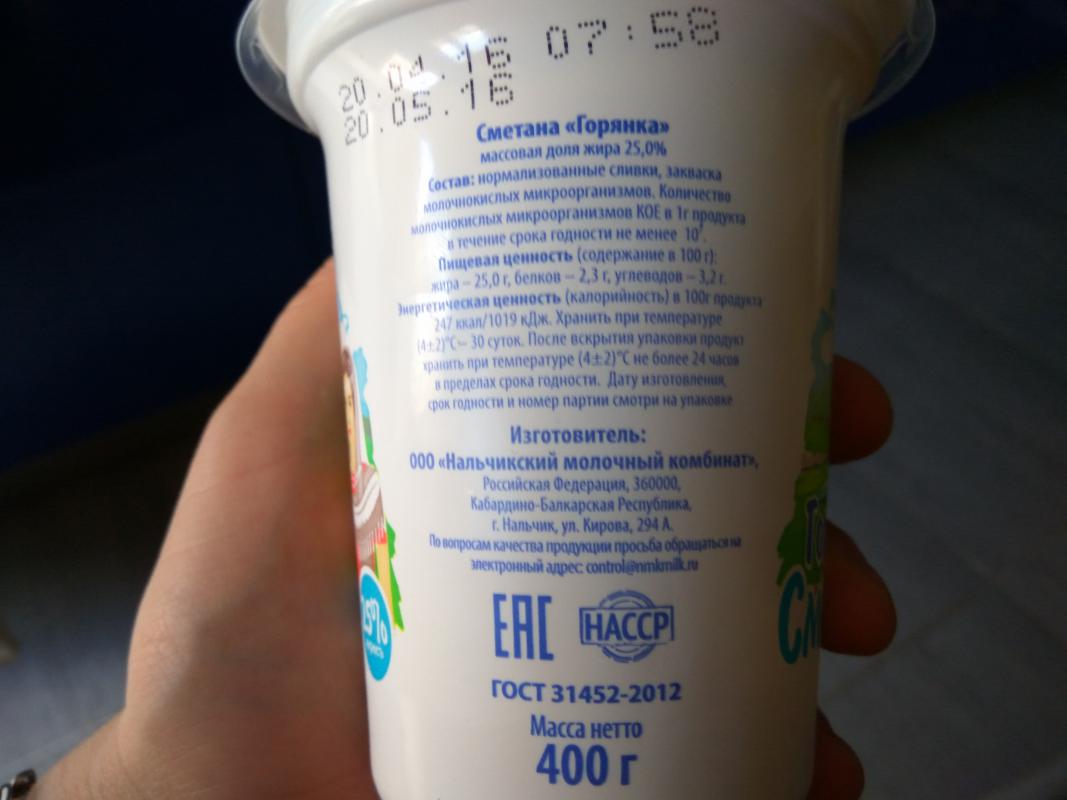 20.04.16 07:58
20.05.16
Сметана «Горянка»
массовая доля жира 25,0%
Состав: нормализованные сливки, закваска
молочнокислых микроорганизмов. Количество
молочнокислых микроорганизмов КОЕ в 1г продукта
в течение срока годности не менее 10⁷.
Пищевая ценность (содержание в 100 г):
жира – 25,0 г, белков – 2,3 г, углеводов – 3,2 г.
Энергетическая ценность (калорийность) в 100г продукта
247 ккал/1019 кДж. Хранить при температуре
(4±2)°С – 30 суток. После вскрытия упаковки продукт
хранить при температуре (4±2)°С не более 24 часов
в пределах срока годности. Дату изготовления,
срок годности и номер партии смотри на упаковке
Изготовитель:
ООО «Нальчикский молочный комбинат»,
Российская Федерация, 360000,
Кабардино-Балкарская Республика,
г. Нальчик, ул. Кирова, 294 А.
По вопросам качества продукции просьба обращаться на
электронный адрес: control@nmkmilk.ru
ЕАС НАССР
ГОСТ 31452-2012
Масса нетто
400 г